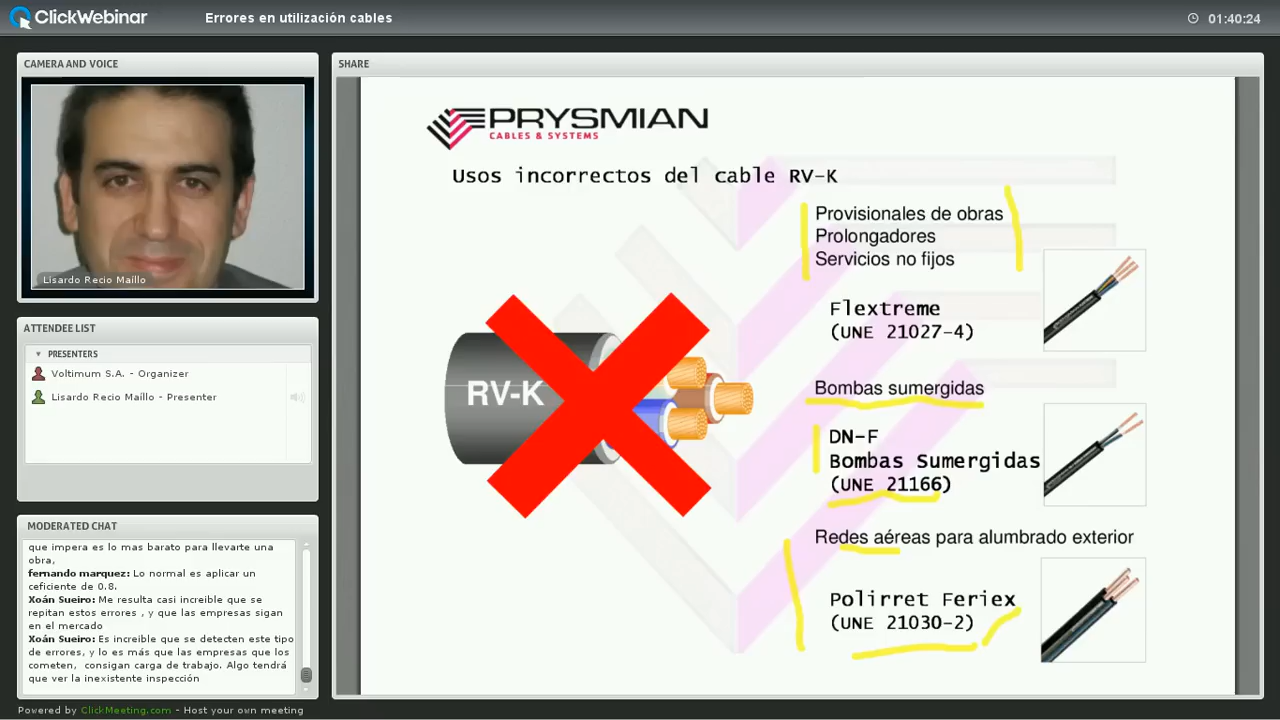 ClickWebinar
Errores en utilización cables
01:40:24
CAMERA AND VOICE
Lisardo Recio Maíllo
ATTENDEE LIST
PRESENTERS
Voltimum S.A. - Organizer
Lisardo Recio Maíllo - Presenter
MODERATED CHAT
que impera es lo mas barato para llevarte una
obra,
fernando marquez: Lo normal es aplicar un
ceficiente de 0.8.
Xoán Sueiro: Me resulta casi increible que se
repitan estos errores , y que las empresas sigan
en el mercado
Xoán Sueiro: Es increible que se detecten este tipo
de errores, y lo es más que las empresas que los
cometen, consigan carga de trabajo. Algo tendrá
que ver la inexistente inspección
Powered by ClickMeeting.com - Host your own meeting
SHARE
PRYSMIAN
CABLES & SYSTEMS
Usos incorrectos del cable RV-K
RV-K
Provisionales de obras
Prolongadores
Servicios no fijos
Flextreme
(UNE 21027-4)
Bombas sumergidas
DN-F
Bombas Sumergidas
(UNE 21166)
Redes aéreas para alumbrado exterior
Polirret Feriex
(UNE 21030-2)